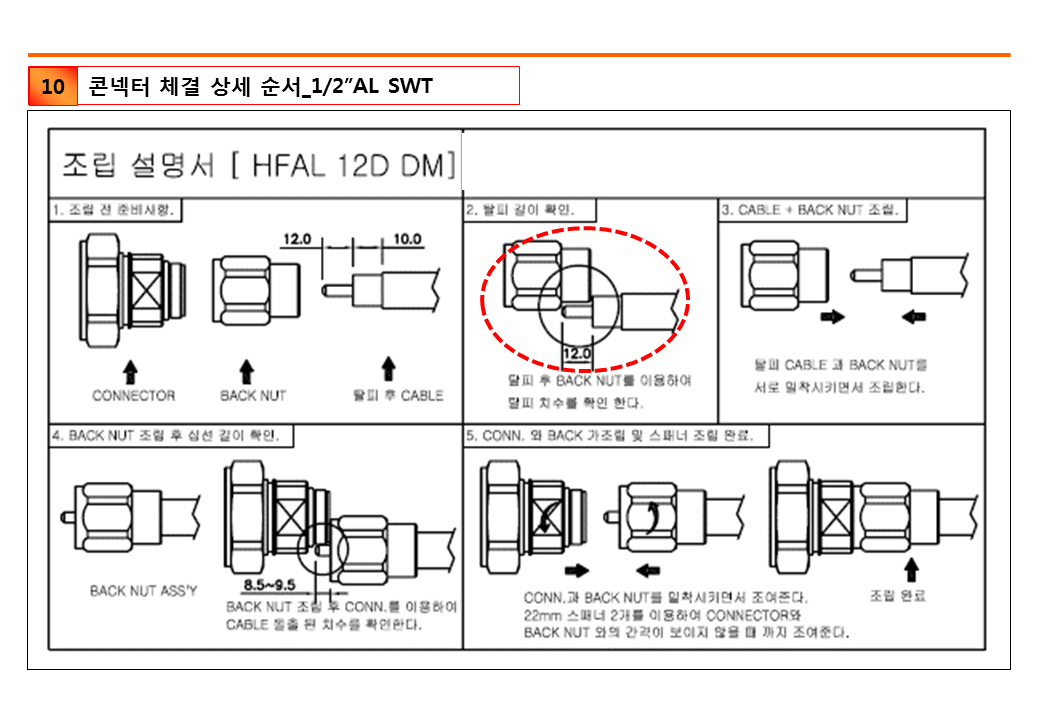 10
콘넥터 체결 상세 순서_1/2”AL SWT
조립 설명서 [ HFAL 12D DM]
1. 조립 전 준비사항.
12.0
10.0
CONNECTOR
BACK NUT
탈피 후 CABLE
2. 탈피 길이 확인.
12.0
탈피 후 BACK NUT를 이용하여
탈피 치수를 확인 한다.
3. CABLE + BACK NUT 조립.
탈피 CABLE 과 BACK NUT를
서로 밀착시키면서 조립한다.
4. BACK NUT 조립 후 심선 길이 확인.
BACK NUT ASS'Y
8.5~9.5
BACK NUT 조립 후 CONN.를 이용하여
CABLE 돌출 된 치수를 확인한다.
5. CONN. 와 BACK 가조립 및 스패너 조립 완료.
CONN.과 BACK NUT를 밀착시키면서 조여준다.
22mm 스패너 2개를 이용하여 CONNECTOR와
BACK NUT 와의 간격이 보이지 않을 때 까지 조여준다.
조립 완료